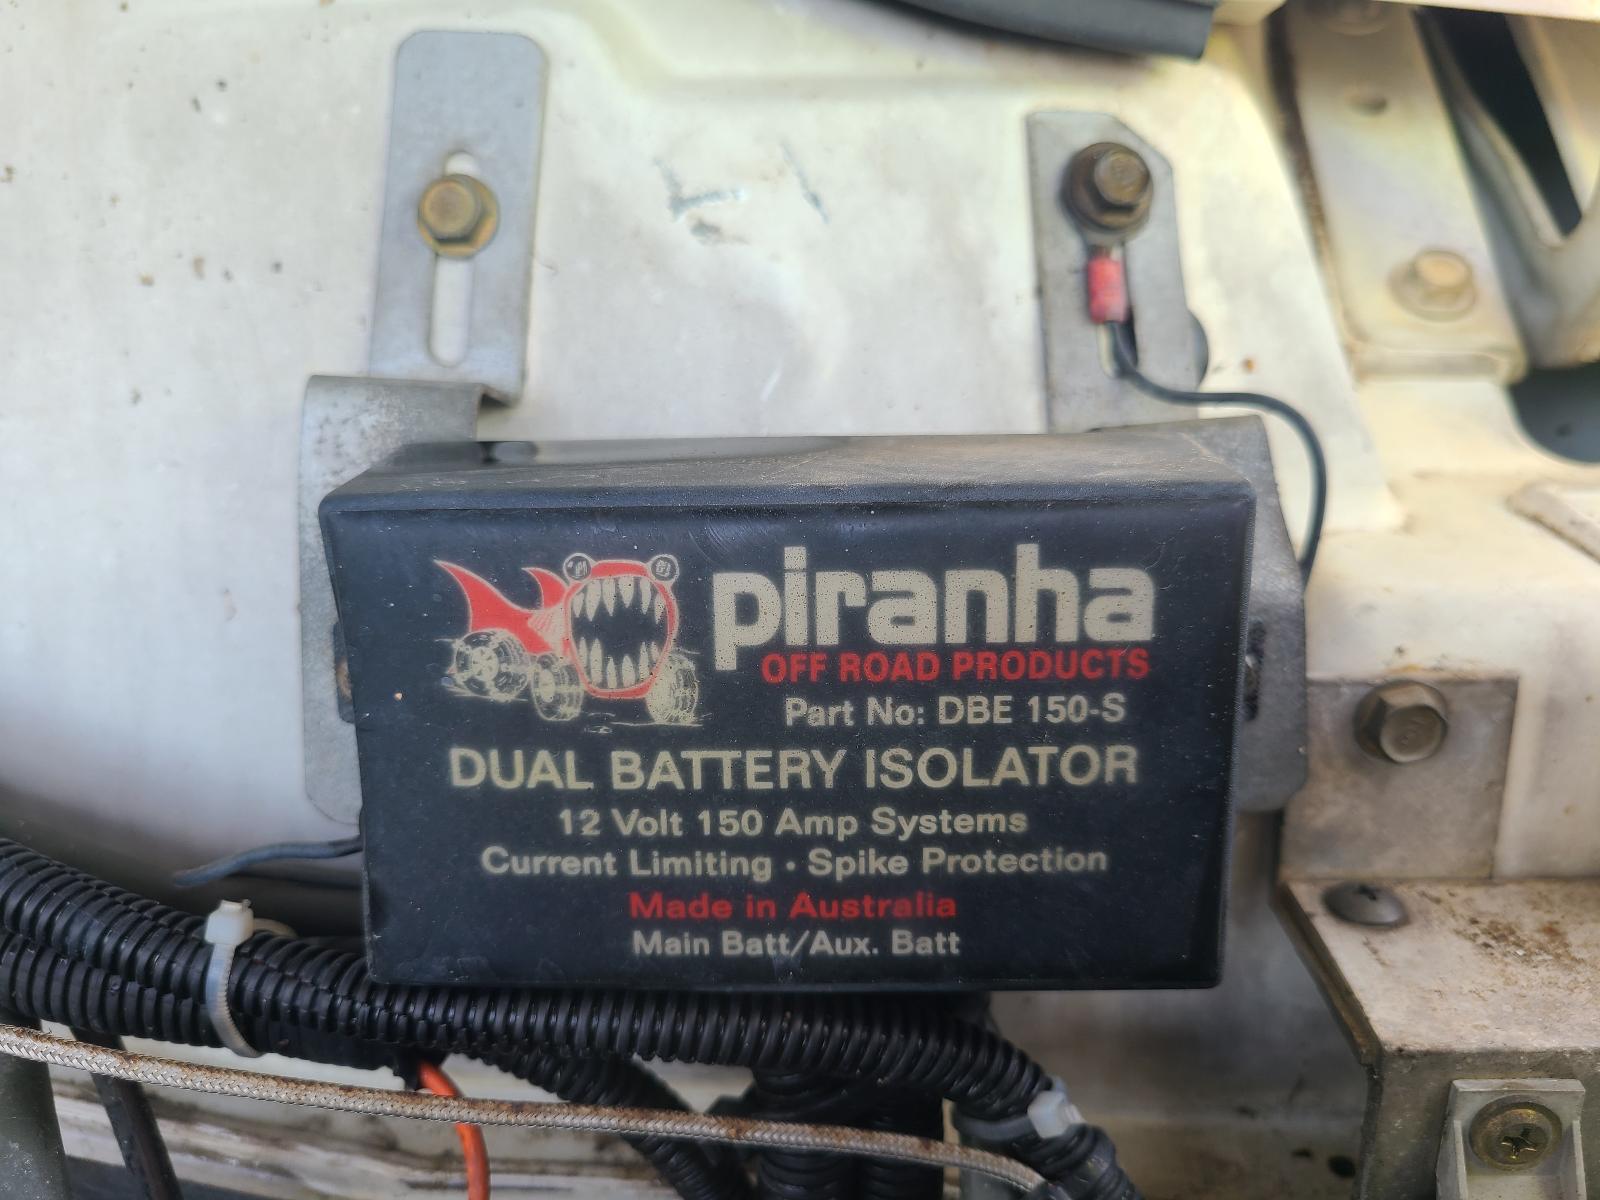 piranha
OFF ROAD PRODUCTS
Part No: DBE 150-S
DUAL BATTERY ISOLATOR
12 Volt 150 Amp Systems
Current Limiting · Spike Protection
Made in Australia
Main Batt/Aux. Batt